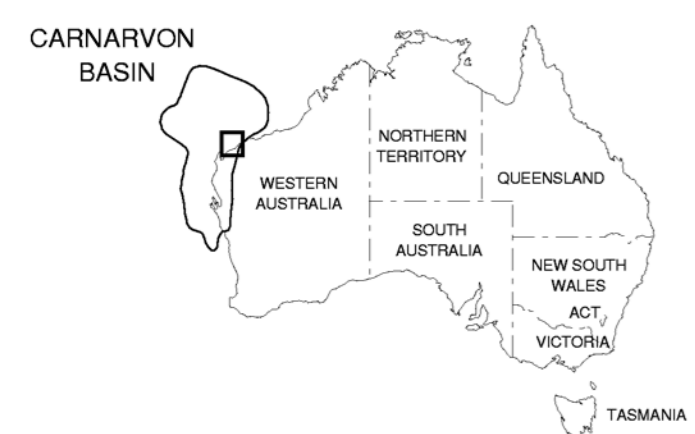 CARNARVON
BASIN
NORTHERN
TERRITORY
QUEENSLAND
WESTERN
AUSTRALIA
SOUTH
AUSTRALIA
NEW SOUTH
WALES
ACT
VICTORIA
TASMANIA